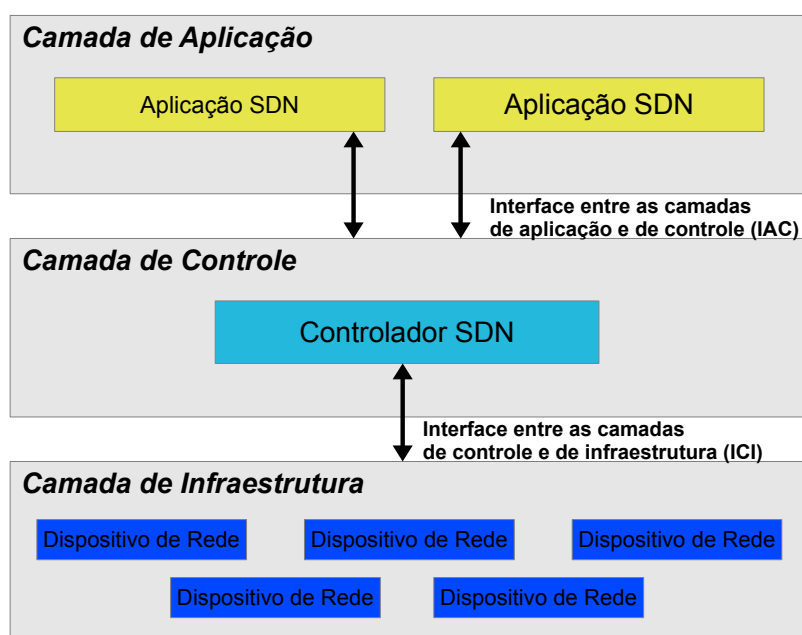 Camada de Aplicação
Aplicação SDN
Aplicação SDN
Interface entre as camadas
de aplicação e de controle (IAC)
Camada de Controle
Controlador SDN
Interface entre as camadas
de controle e de infraestrutura (ICI)
Camada de Infraestrutura
Dispositivo de Rede
Dispositivo de Rede
Dispositivo de Rede
Dispositivo de Rede
Dispositivo de Rede